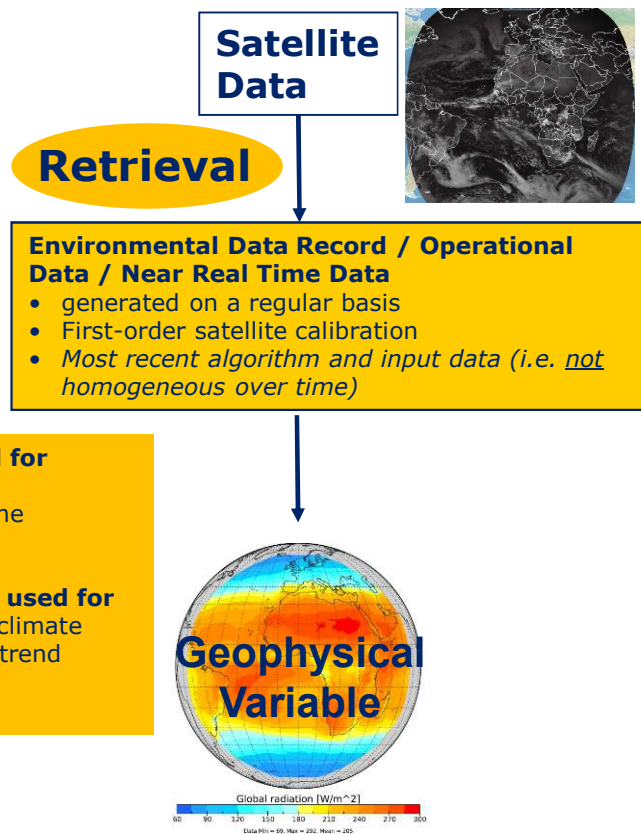 Satellite
Data
Retrieval
Environmental Data Record / Operational
Data / Near Real Time Data
• generated on a regular basis
• First-order satellite calibration
• Most recent algorithm and input data (i.e. not
homogeneous over time)
for
used for
climate
trend
Geophysical
Variable
Global radiation [W/m^2]
60 90 120 150 180 210 240 270 300
Data Min = 69, Max = 292, Mean = 205